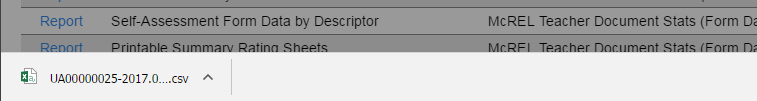 Report Self-Assessment Form Data by Descriptor McREL Teacher Document Stats (Form Da
Report Printable Summary Rating Sheets McREL Teacher Document Stats (Form Da
UA00000025-2017.0....csv